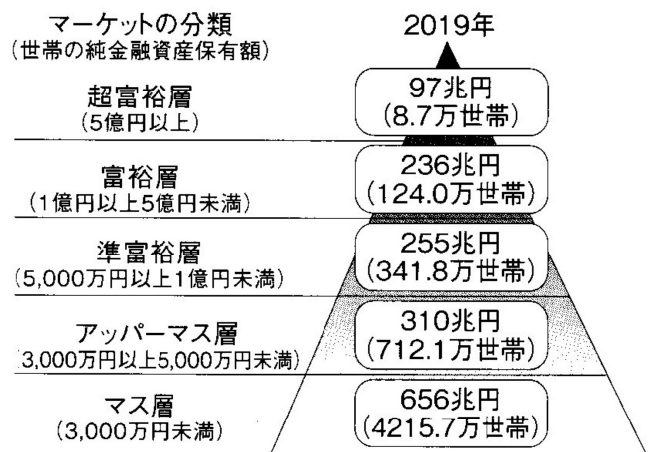 マーケットの分類
(世帯の純金融資産保有額)
2019年
超富裕層
(5億円以上)
97兆円
(8.7万世帯)
富裕層
(1億円以上5億円未満)
236兆円
(124.0万世帯)
準富裕層
(5,000万円以上1億円未満)
255兆円
(341.8万世帯)
アッパーマス層
(3,000万円以上5,000万円未満)
310兆円
(712.1万世帯)
マス層
(3,000万円未満)
656兆円
(4215.7万世帯)